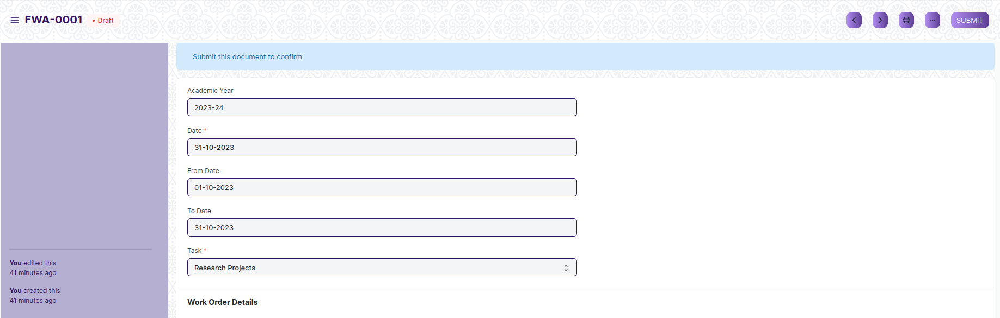 FWA-0001 • Draft
SUBMIT
Submit this document to confirm
Academic Year
2023-24
Date *
31-10-2023
From Date
01-10-2023
To Date
31-10-2023
Task *
Research Projects
Work Order Details
You edited this
41 minutes ago
You created this
41 minutes ago